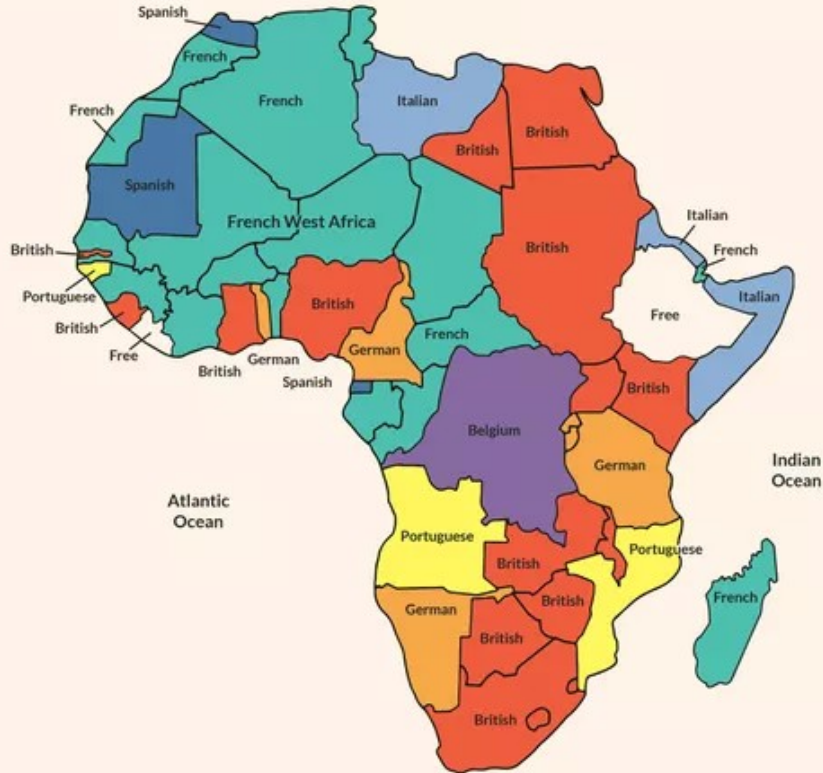 Spanish
French
French
French
Italian
British
British
Spanish
French West Africa
British
Italian
French
British
British
Portuguese
Italian
British
Free
British
Free
French
German
British
German
Spanish
British
Belgium
German
Indian
Ocean
Atlantic
Ocean
Portuguese
Portuguese
British
French
British
German
British
British